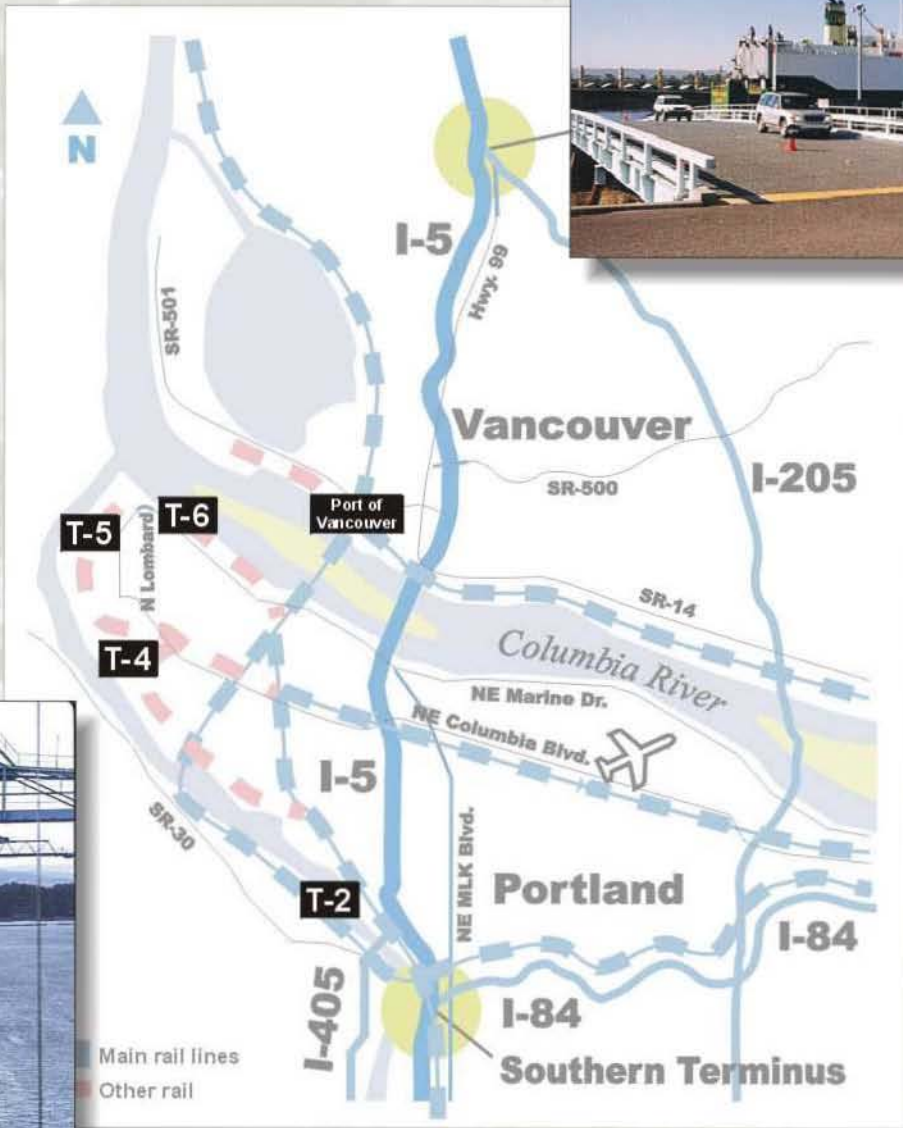 N
I-5
Hwy. 99
SR-501
Vancouver
I-205
SR-500
T-6
Port of
Vancouver
T-5
N Lombard)
SR-14
T-4
Columbia River
NE Marine Dr.
NE Columbia Blvd.
I-5
SR-30
NE MLK Blvd.
T-2
Portland
I-84
I-405
I-84
Southern Terminus
Main rail lines
Other rail